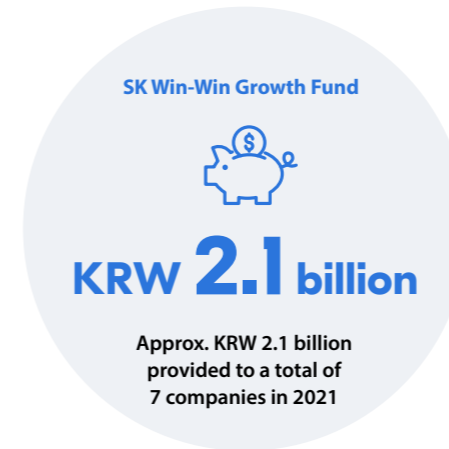 SK Win-Win Growth Fund
$
KRW 2.1 billion
Approx. KRW 2.1 billion
provided to a total of
7 companies in 2021